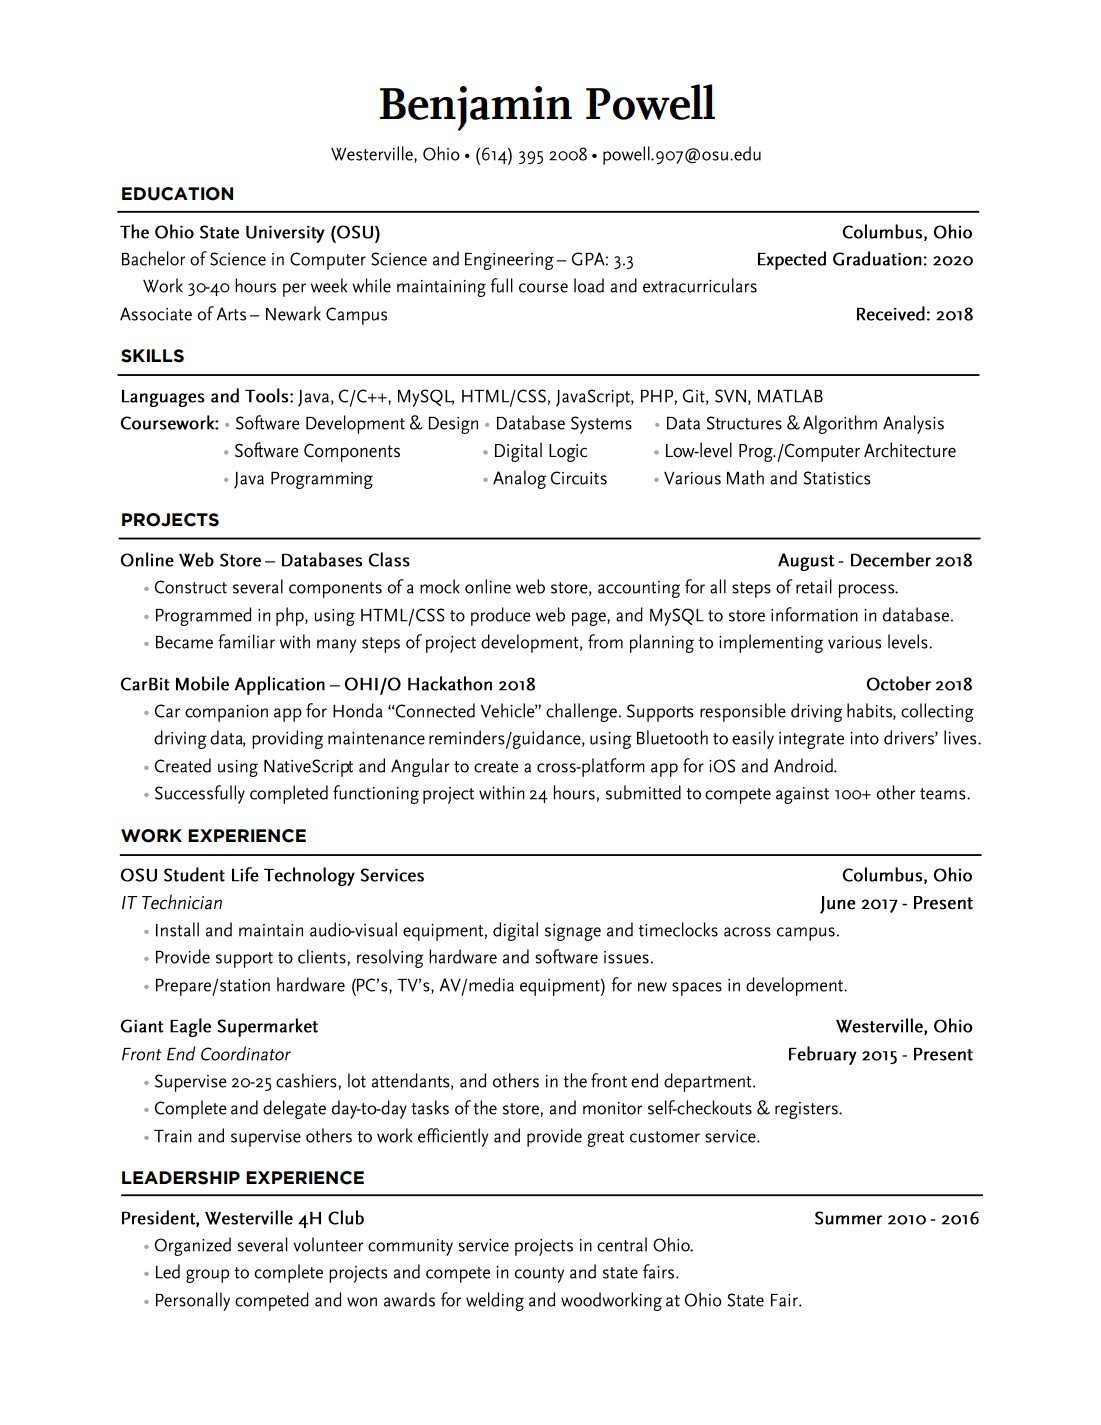 Benjamin Powell
Westerville, Ohio • (614) 395 2008 • powell.907@osu.edu
EDUCATION
The Ohio State University (OSU) Columbus, Ohio
Bachelor of Science in Computer Science and Engineering – GPA: 3.3 Expected Graduation: 2020
Work 30-40 hours per week while maintaining full course load and extracurriculars
Associate of Arts – Newark Campus Received: 2018
SKILLS
Languages and Tools: Java, C/C++, MySQL, HTML/CSS, JavaScript, PHP, Git, SVN, MATLAB
Coursework: • Software Development & Design • Database Systems • Data Structures & Algorithm Analysis
• Software Components • Digital Logic • Low-level Prog./Computer Architecture
• Java Programming • Analog Circuits • Various Math and Statistics
PROJECTS
Online Web Store – Databases Class August - December 2018
• Construct several components of a mock online web store, accounting for all steps of retail process.
• Programmed in php, using HTML/CSS to produce web page, and MySQL to store information in database.
• Became familiar with many steps of project development, from planning to implementing various levels.
CarBit Mobile Application – OHI/O Hackathon 2018 October 2018
• Car companion app for Honda “Connected Vehicle” challenge. Supports responsible driving habits, collecting
driving data, providing maintenance reminders/guidance, using Bluetooth to easily integrate into drivers’ lives.
• Created using NativeScript and Angular to create a cross-platform app for iOS and Android.
• Successfully completed functioning project within 24 hours, submitted to compete against 100+ other teams.
WORK EXPERIENCE
OSU Student Life Technology Services Columbus, Ohio
IT Technician June 2017 - Present
• Install and maintain audio-visual equipment, digital signage and timeclocks across campus.
• Provide support to clients, resolving hardware and software issues.
• Prepare/station hardware (PC’s, TV’s, AV/media equipment) for new spaces in development.
Giant Eagle Supermarket Westerville, Ohio
Front End Coordinator February 2015 - Present
• Supervise 20-25 cashiers, lot attendants, and others in the front end department.
• Complete and delegate day-to-day tasks of the store, and monitor self-checkouts & registers.
• Train and supervise others to work efficiently and provide great customer service.
LEADERSHIP EXPERIENCE
President, Westerville 4H Club Summer 2010 - 2016
• Organized several volunteer community service projects in central Ohio.
• Led group to complete projects and compete in county and state fairs.
• Personally competed and won awards for welding and woodworking at Ohio State Fair.